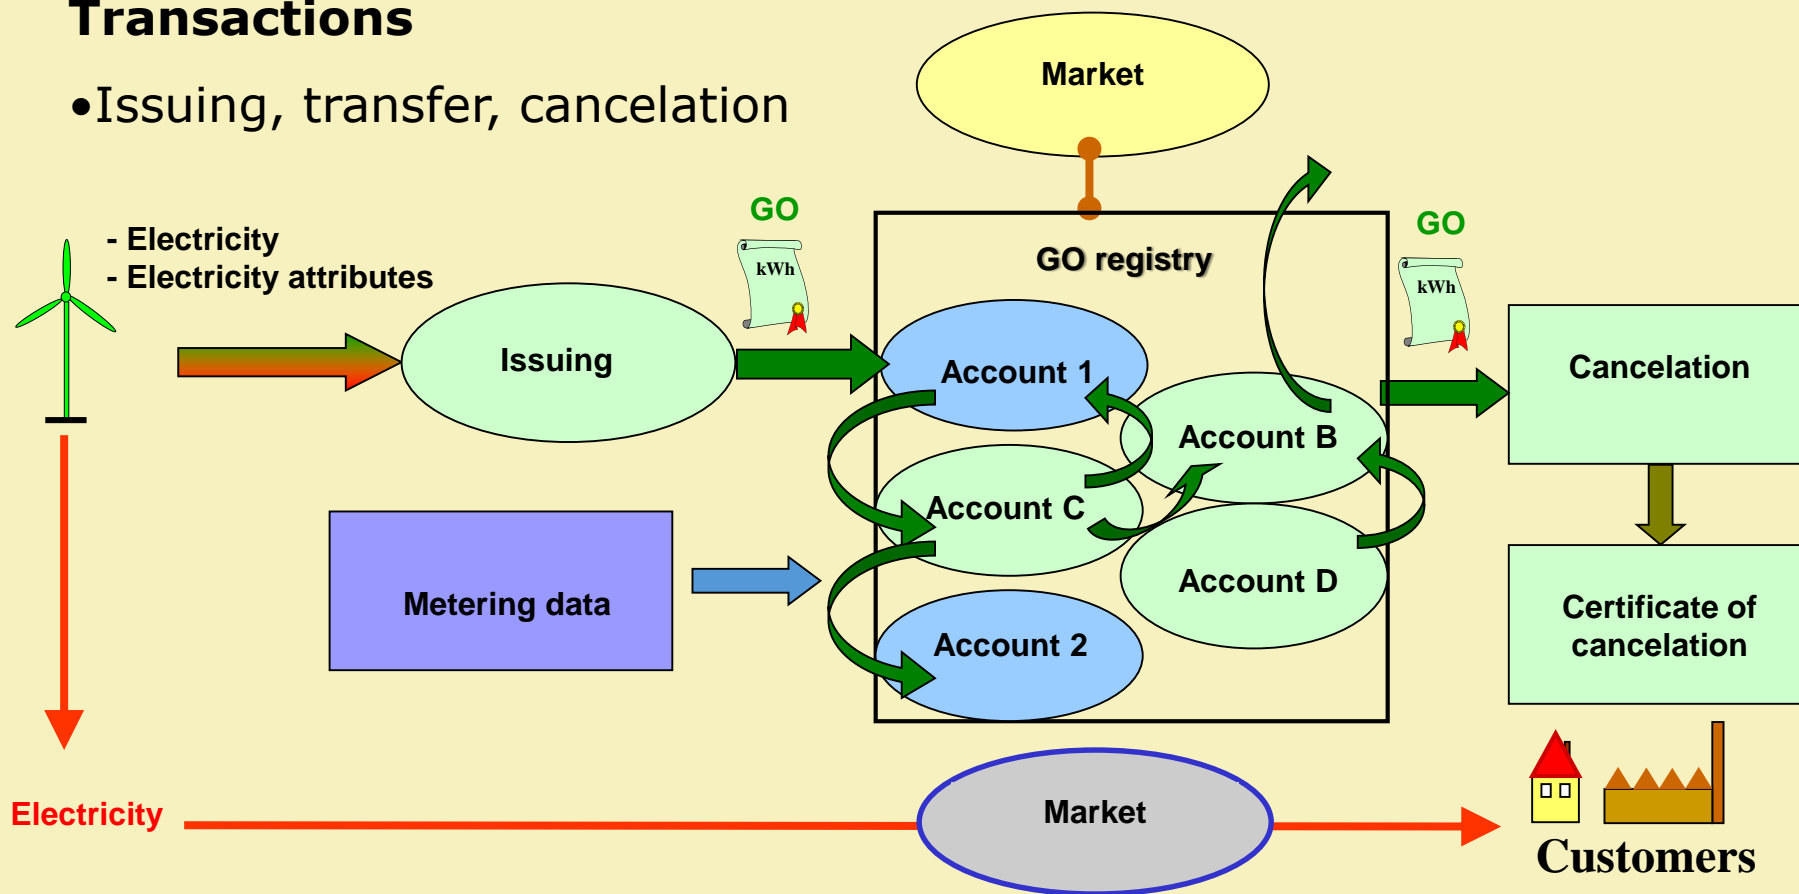 Transactions
•Issuing, transfer, cancelation
Market
GO
GO
- Electricity
- Electricity attributes
kWh
GO registry
kWh
Issuing
Account 1
Cancelation
Account B
Account C
Metering data
Account D
Account 2
Certificate of
cancelation
Electricity
Market
Customers